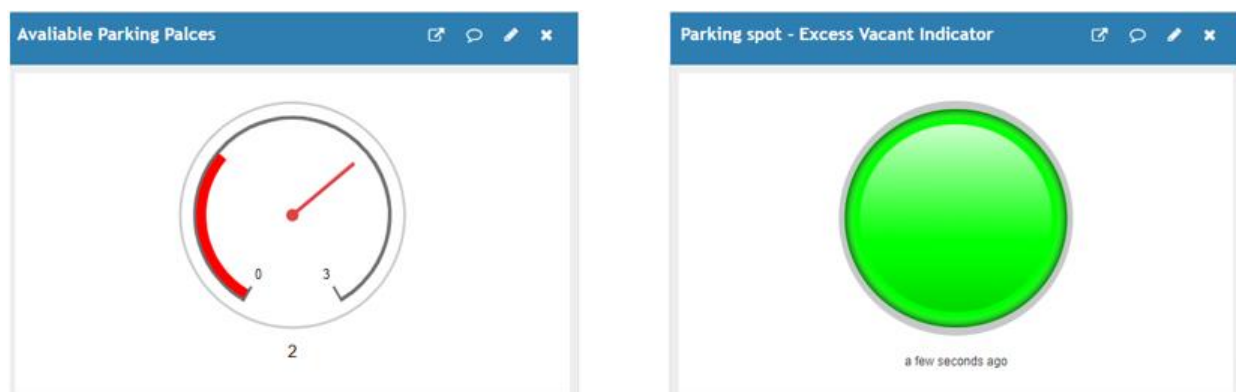 Avaliable Parking Palces
0
3
2
Parking spot - Excess Vacant Indicator
a few seconds ago